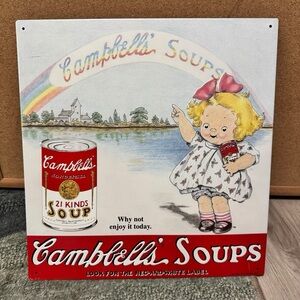 Campbell's Soups
Campbell's
21 KINDS
SOUP
Why not
enjoy it today.
Campbell's Soups
LOOK FOR THE RED-AND-WHITE LABEL